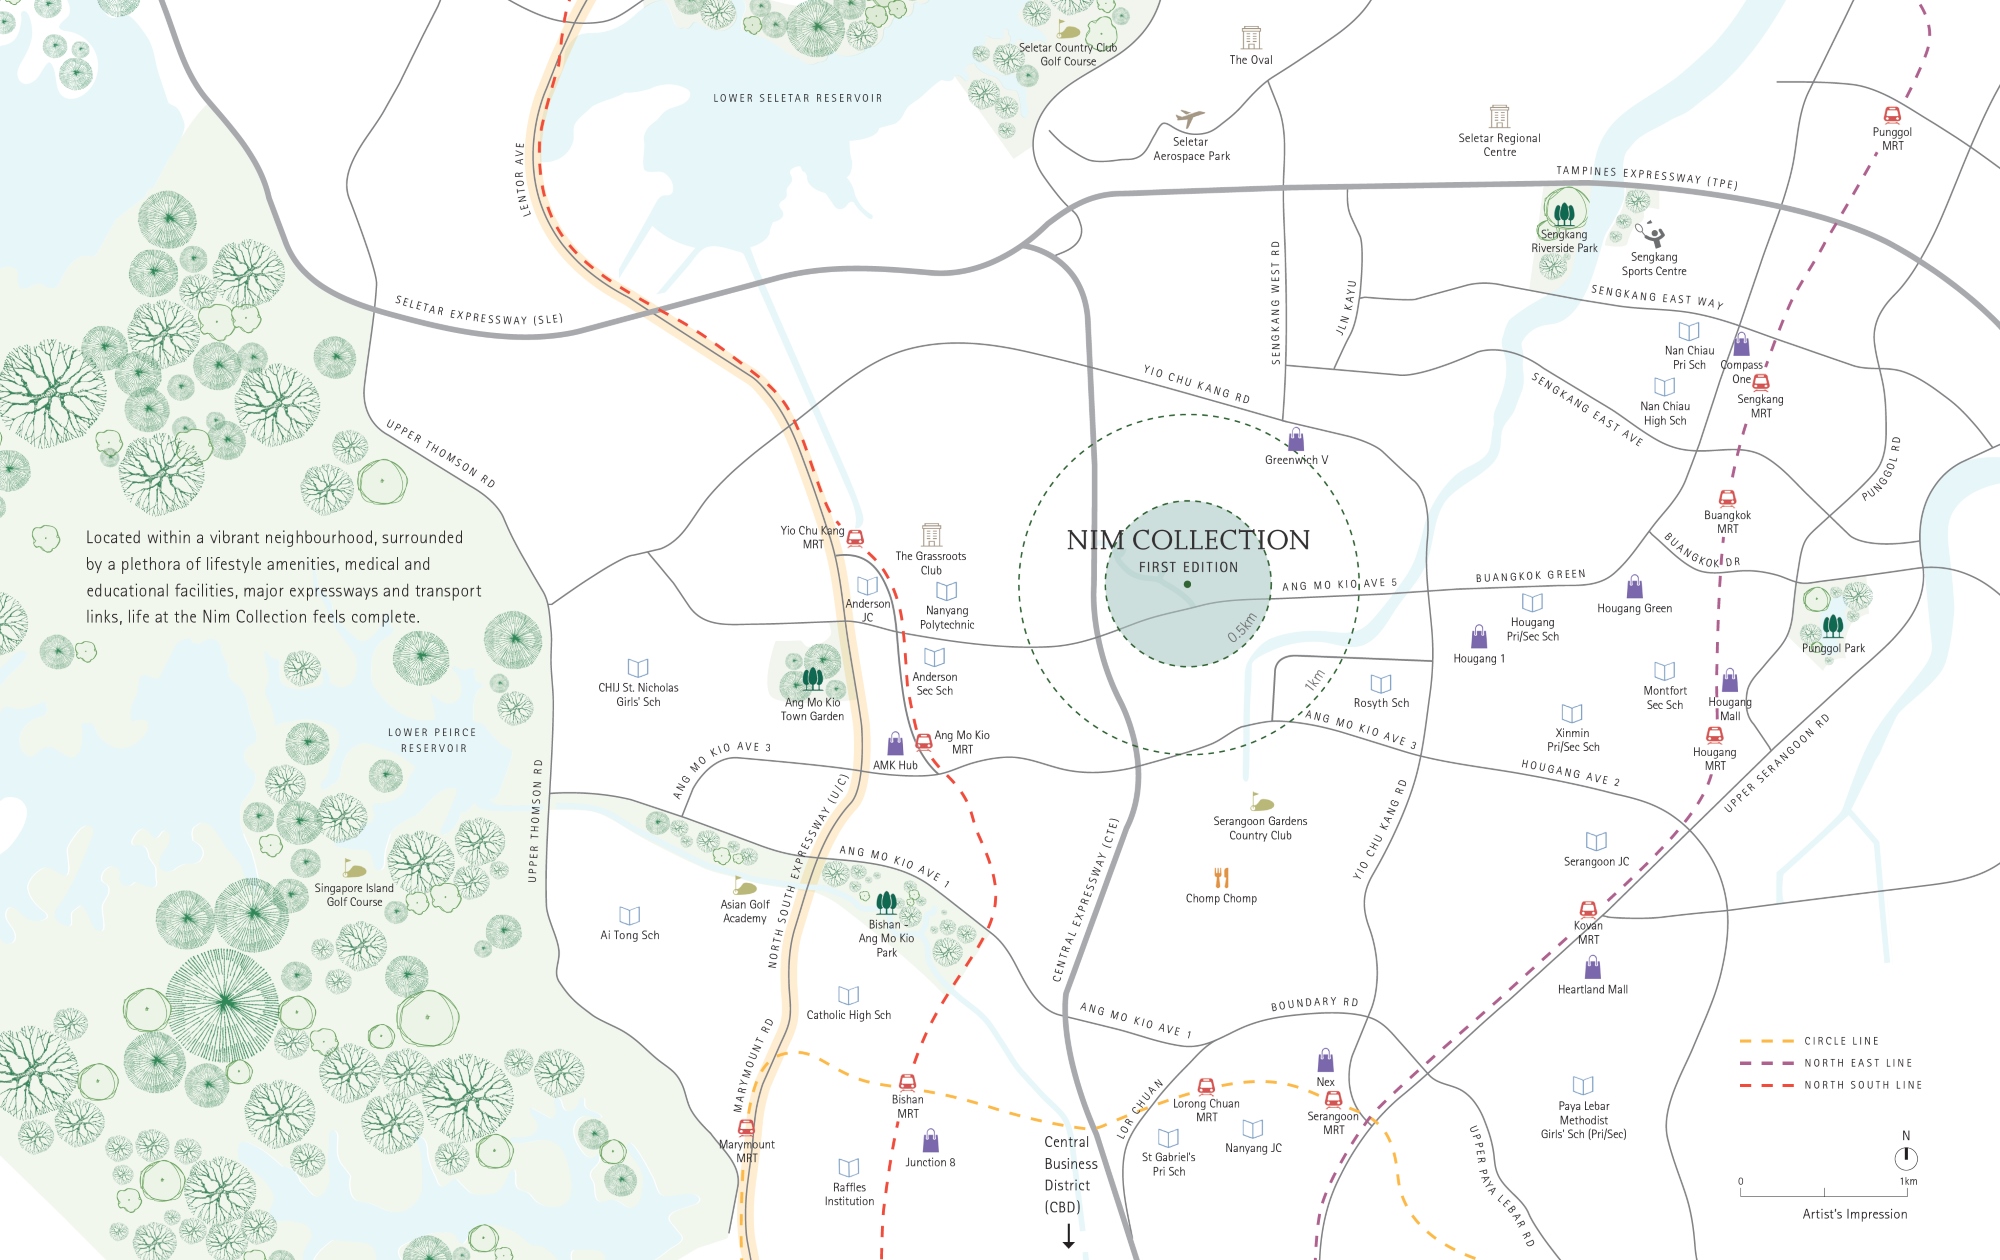 Seletar Country Club
Golf Course
The Oval
LOWER SELETAR RESERVOIR
Seletar
Aerospace Park
Seletar Regional
Centre
Punggol
MRT
LENTOR AVE
TAMPINES EXPRESSWAY (TPE)
Sengkang
Riverside Park
Sengkang
Sports Centre
SELETAR EXPRESSWAY (SLE)
SENGKANG WEST RD
JLN KAYU
SENGKANG EAST WAY
Nan Chiau
Pri Sch
Compass
One
Sengkang
MRT
Nan Chiau
High Sch
YIO CHU KANG RD
SENGKANG EAST AVE
UPPER THOMSON RD
Greenwich V
PUNGGOL RD
Buangkok
MRT
Located within a vibrant neighbourhood, surrounded
by a plethora of lifestyle amenities, medical and
educational facilities, major expressways and transport
links, life at the Nim Collection feels complete.
Yio Chu Kang
MRT
The Grassroots
Club
NIM COLLECTION
FIRST EDITION
0.5km
1km
ANG MO KIO AVE 5
BUANGKOK GREEN
BUANGKOK DR
Anderson
JC
Nanyang
Polytechnic
Hougang Green
Hougang
Pri/Sec Sch
Hougang 1
Punggol Park
CHIJ St. Nicholas
Girls' Sch
Ang Mo Kio
Town Garden
Anderson
Sec Sch
Rosyth Sch
Montfort
Sec Sch
Hougang
Mall
LOWER PEIRCE
RESERVOIR
ANG MO KIO AVE 3
AMK Hub
Ang Mo Kio
MRT
ANG MO KIO AVE 3
Xinmin
Pri/Sec Sch
Hougang
MRT
HOUGANG AVE 2
UPPER SERANGOON RD
UPPER THOMSON RD
NORTH SOUTH EXPRESSWAY (U/C)
CENTRAL EXPRESSWAY (CTE)
Serangoon Gardens
Country Club
YIO CHU KANG RD
Serangoon JC
ANG MO KIO AVE 1
Singapore Island
Golf Course
Asian Golf
Academy
Chomp Chomp
Ai Tong Sch
Bishan -
Ang Mo Kio
Park
Kovan
MRT
Heartland Mall
Catholic High Sch
ANG MO KIO AVE 1
BOUNDARY RD
MARYMOUNT RD
CIRCLE LINE
NORTH EAST LINE
NORTH SOUTH LINE
Bishan
MRT
LOR CHUAN
Lorong Chuan
MRT
Nex
Serangoon
MRT
Paya Lebar
Methodist
Girls' Sch (Pri/Sec)
Marymount
MRT
Junction 8
Central
Business
District
(CBD)
St Gabriel's
Pri Sch
Nanyang JC
UPPER PAYA LEBAR RD
Raffles
Institution
N
0
1km
Artist's Impression